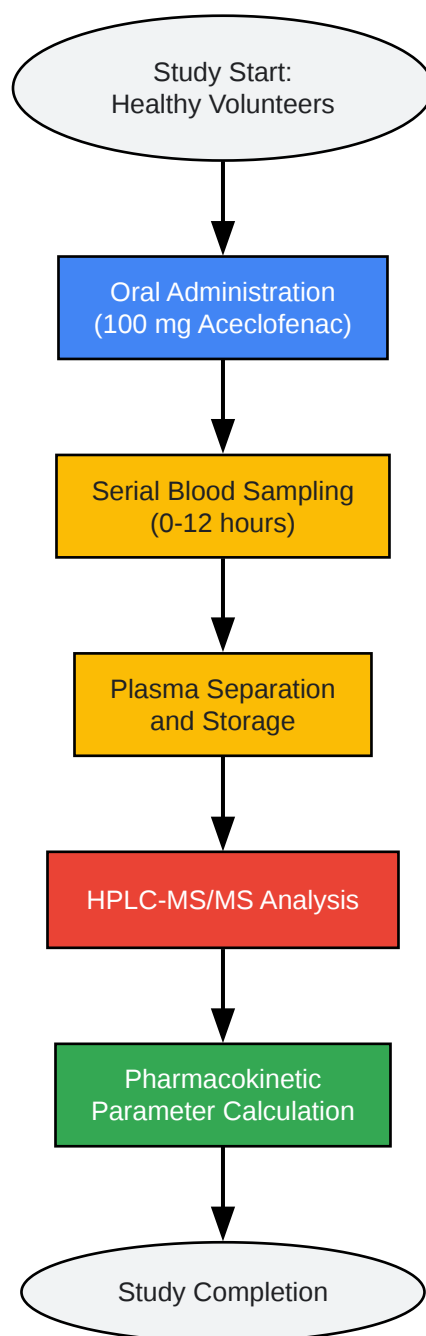 Study Start:
Healthy Volunteers
Oral Administration
(100 mg Aceclofenac)
Serial Blood Sampling
(0-12 hours)
Plasma Separation
and Storage
HPLC-MS/MS Analysis
Pharmacokinetic
Parameter Calculation
Study Completion